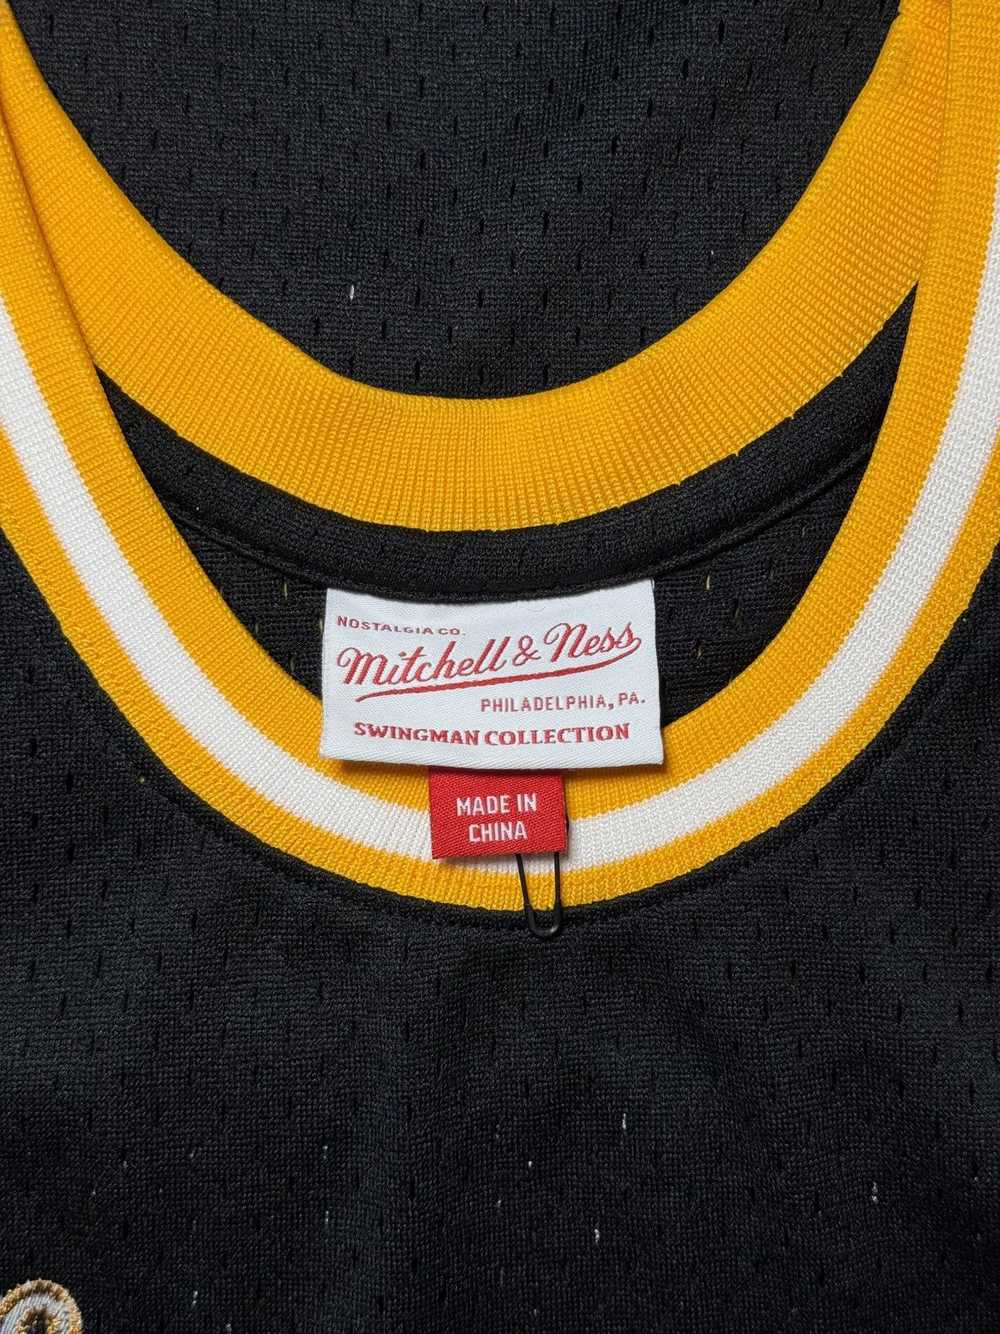 NOSTALGIA CO.
Mitchell & Ness
PHILADELPHIA, PA.
SWINGMAN COLLECTION
MADE IN
CHINA